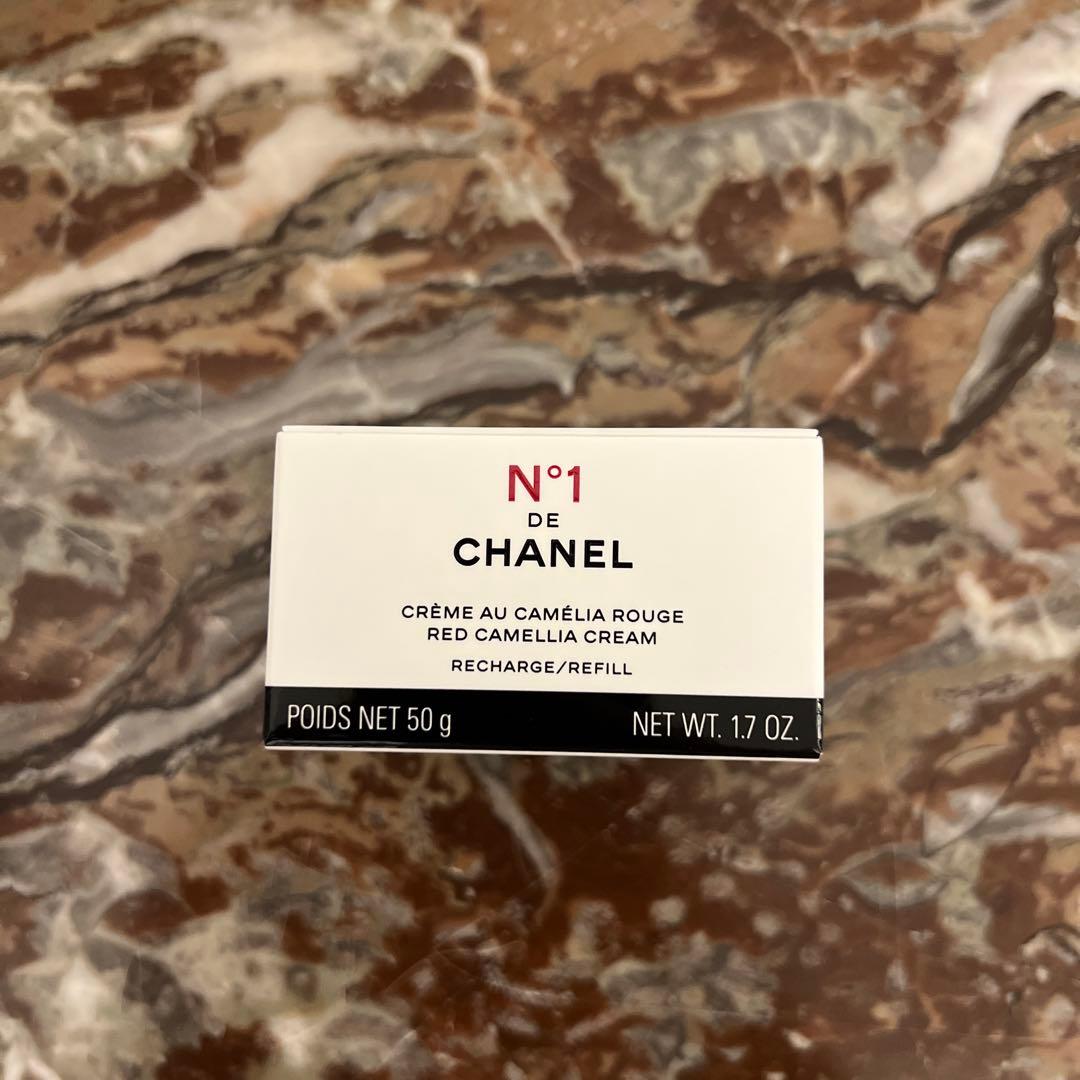 N°1
DE
CHANEL
CRÈME AU CAMÉLIA ROUGE
RED CAMELLIA CREAM
RECHARGE/REFILL
POIDS NET 50 g NET WT. 1.7 OZ.